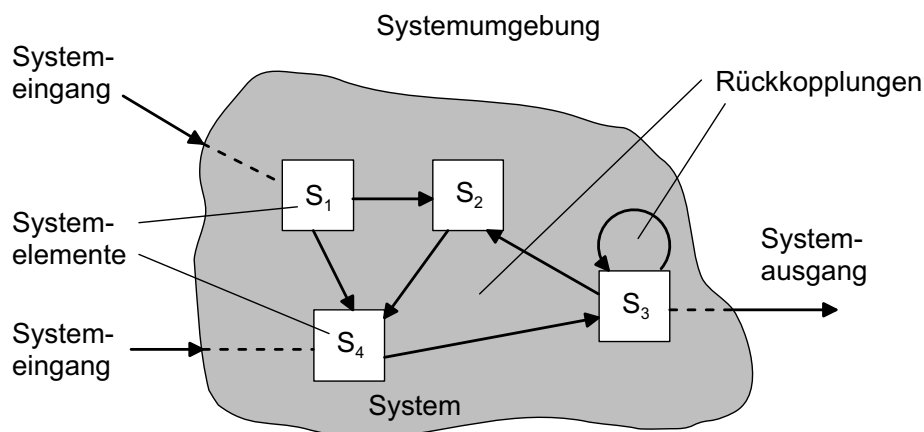 Systemumgebung
System-
eingang
Rückkopplungen
S1
S2
System-
elemente
System-
ausgang
S3
System-
eingang
S4
System